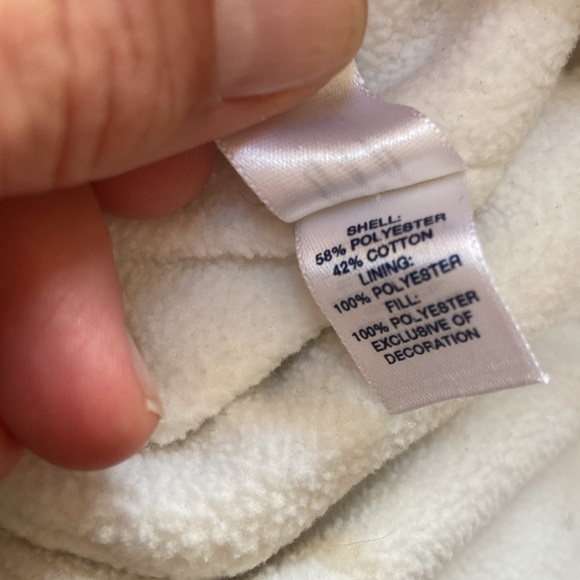 SHELL:
58% POLYESTER
42% COTTON
LINING:
100% POLYESTER
FILL:
100% POLYESTER
EXCLUSIVE OF
DECORATION